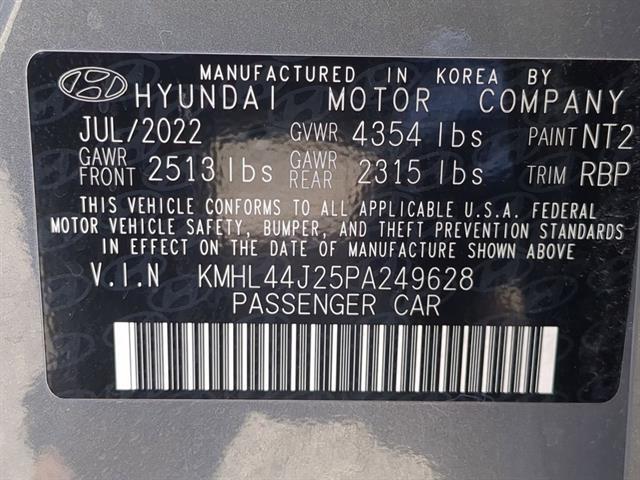 MANUFACTURED IN KOREA BY
HYUNDAI MOTOR COMPANY
JUL/2022 GVWR 4354 lbs PAINT NT2
GAWR FRONT 2513 lbs GAWR REAR 2315 lbs TRIM RBP
THIS VEHICLE CONFORMS TO ALL APPLICABLE U.S.A. FEDERAL
MOTOR VEHICLE SAFETY, BUMPER, AND THEFT PREVENTION STANDARDS
IN EFFECT ON THE DATE OF MANUFACTURE SHOWN ABOVE
V.I.N KMHL44J25PA249628
PASSENGER CAR